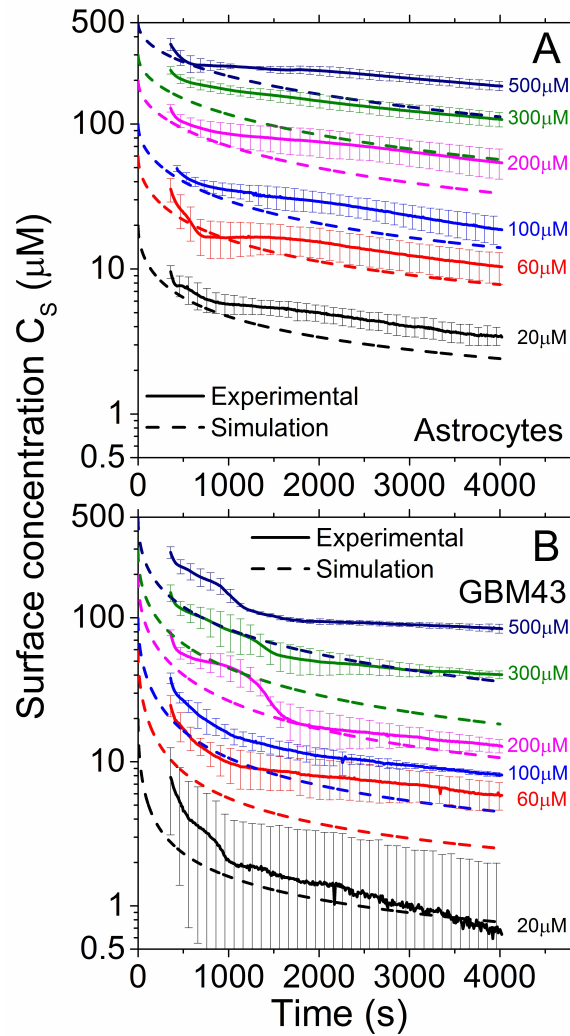 Surface concentration C_S (μM)
500
100
10
1
0.5
A
500μM
300μM
200μM
100μM
60μM
20μM
Experimental
Simulation
Astrocytes
0 1000 2000 3000 4000
500
100
10
1
0.5
Experimental
Simulation
B
GBM43
500μM
300μM
200μM
100μM
60μM
20μM
0 1000 2000 3000 4000
Time (s)